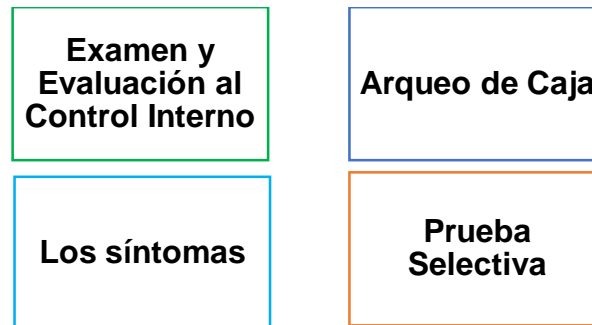 Examen y
Evaluación al
Control Interno
Arqueo de Caja
Los síntomas
Prueba
Selectiva